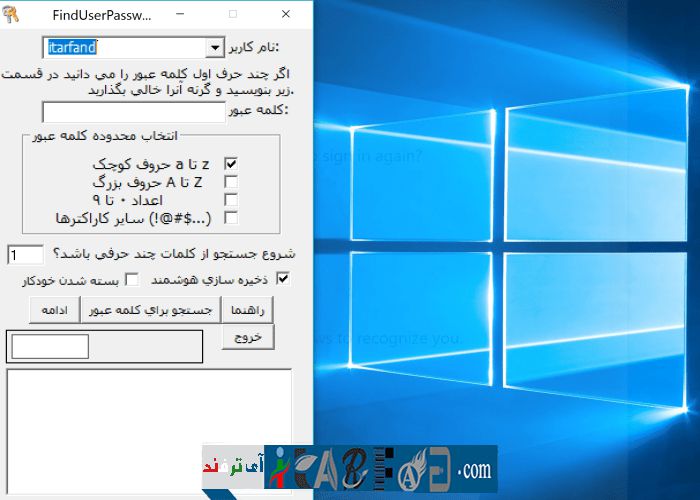 FindUserPassw...
نام کاربر:
itarfand
اگر چند حرف اول کلمه عبور را می دانید در قسمت
زیر بنویسید و گرنه آنرا خالی بگذارید.
کلمه عبور:
انتخاب محدوده کلمه عبور
حروف کوچک a تا z
حروف بزرگ A تا Z
اعداد ۰ تا ۹
سایر کاراکترها (!@#$...)
شروع جستجو از کلمات چند حرفی باشد؟
1
ذخیره سازي هوشمند
بسته شدن خودکار
راهنما
جستجو براي کلمه عبور
ادامه
خروج
sign in again?
ws to recognize you.
آی ترفند
.com